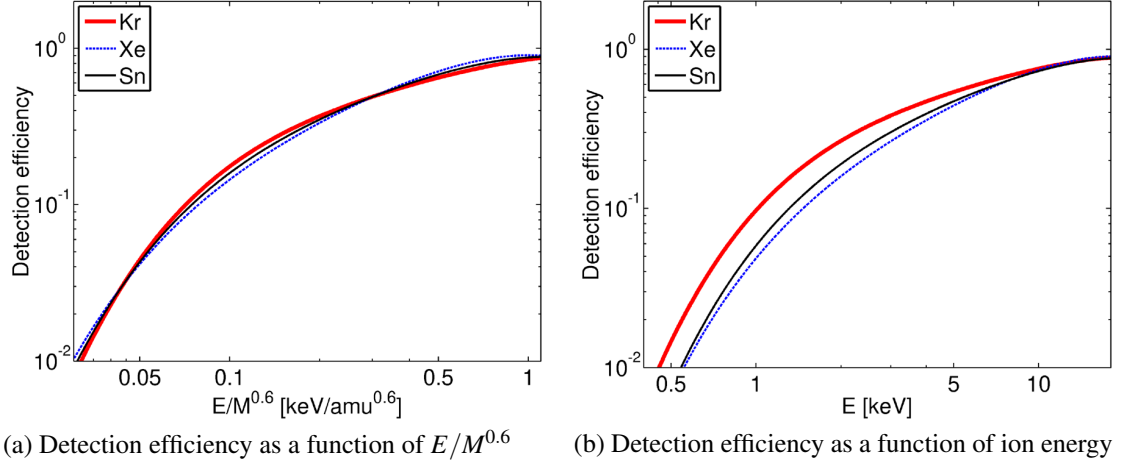 Kr
Xe
Sn
10^0
10^-1
10^-2
Detection efficiency
0.05
0.1
0.5
1
E/M^0.6 [keV/amu^0.6]
(a) Detection efficiency as a function of E/M^0.6
Kr
Xe
Sn
10^0
10^-1
10^-2
Detection efficiency
0.5
1
5
10
E [keV]
(b) Detection efficiency as a function of ion energy